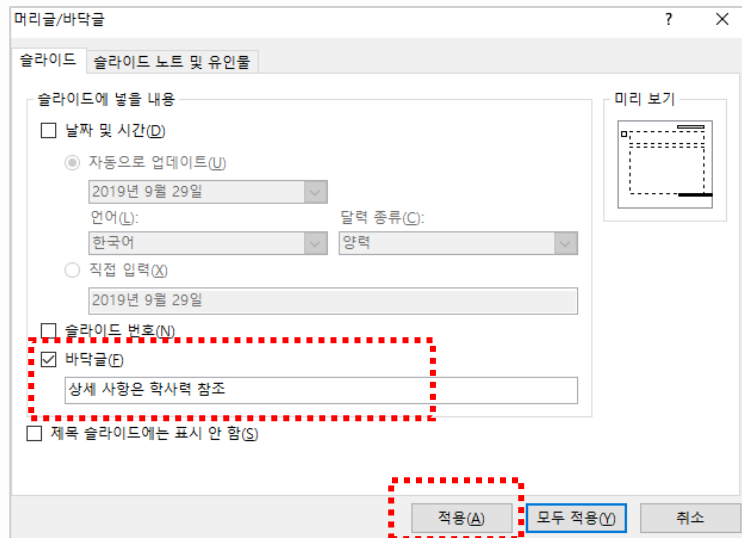 머리글/바닥글
? ×
슬라이드 슬라이드 노트 및 유인물
슬라이드에 넣을 내용
미리 보기
날짜 및 시간(D)
자동으로 업데이트(U)
2019년 9월 29일
언어(L): 달력 종류(C):
한국어 양력
직접 입력(X)
2019년 9월 29일
슬라이드 번호(N)
바닥글(F)
상세 사항은 학사력 참조
제목 슬라이드에는 표시 안 함(S)
적용(A) 모두 적용(Y) 취소